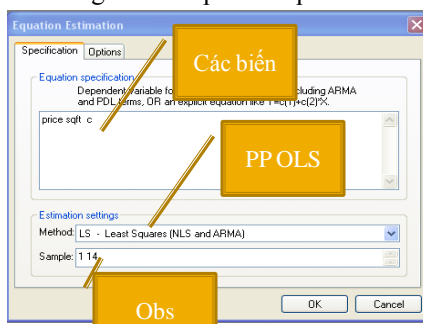 Equation Estimation
Specification Options
Các biến
Equation specification
Dependent variable fo cluding ARMA
and PDL terms, OR an explicit equation like Y=c(1)+c(2)*X.
price sqft c
PP OLS
Estimation settings
Method: LS - Least Squares (NLS and ARMA)
Sample: 1 14
Obs
OK Cancel